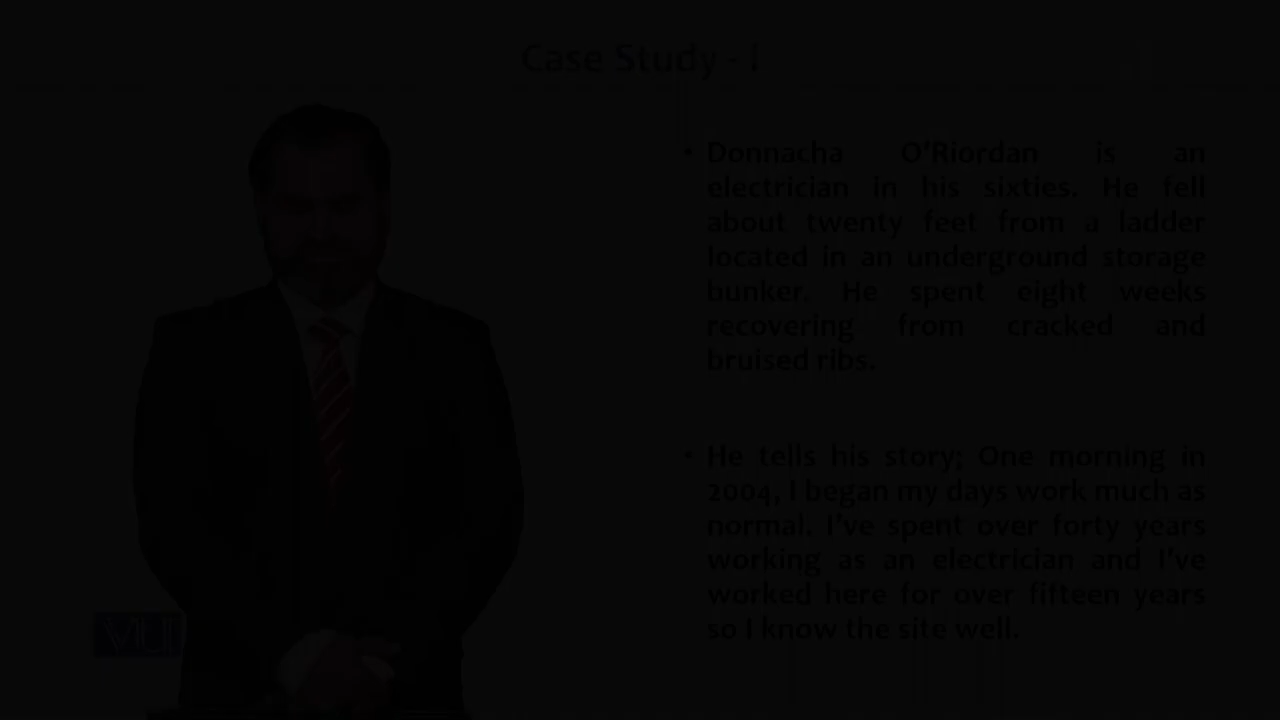 Case Study - I
• Donnacha O'Riordan is an
electrician in his sixties. He fell
about twenty feet from a ladder
located in an underground storage
bunker. He spent eight weeks
recovering from cracked and
bruised ribs.
• He tells his story; One morning in
2004, I began my days work much as
normal. I've spent over forty years
working as an electrician and I've
worked here for over fifteen years
so I know the site well.
VU